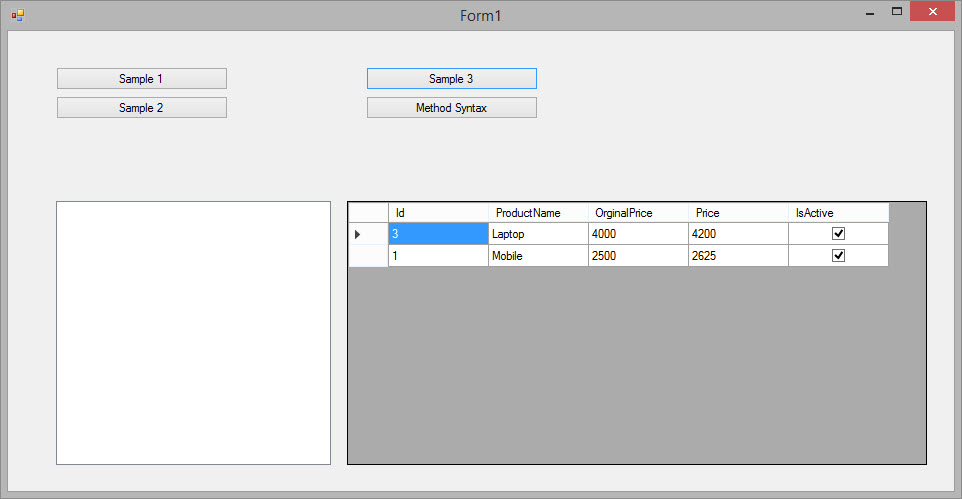 Form1
Sample 1
Sample 3
Sample 2
Method Syntax
Id ProductName OrginalPrice Price IsActive
3 Laptop 4000 4200
1 Mobile 2500 2625